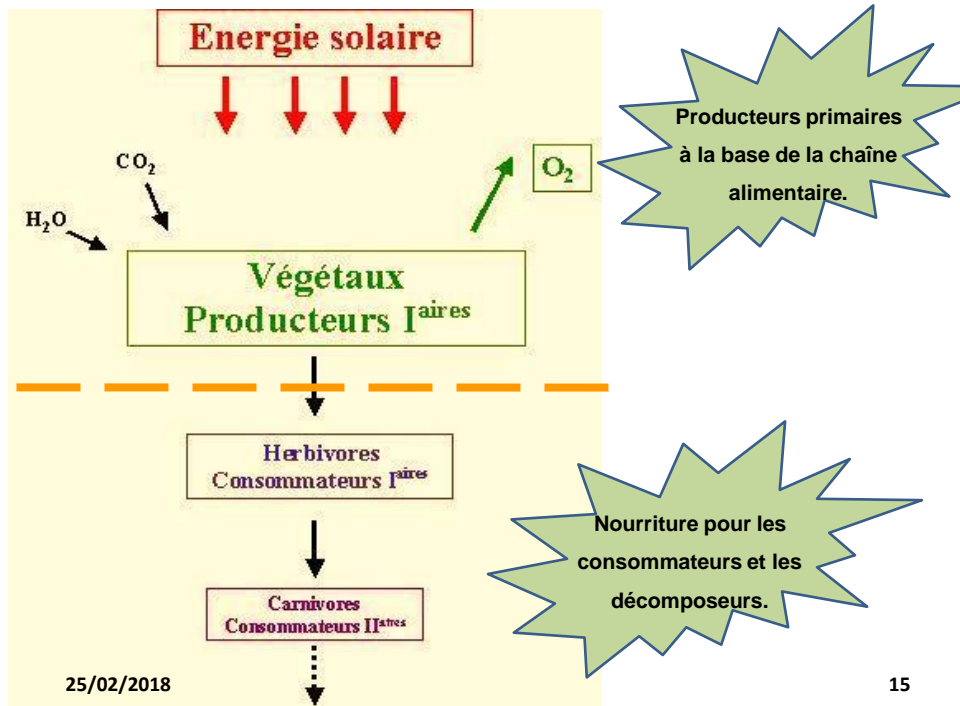 Energie solaire
Producteurs primaires
à la base de la chaîne
alimentaire.
CO₂
O₂
H₂O
Végétaux
Producteurs Iaires
Herbivores
Consommateurs Iaires
Nourriture pour les
consommateurs et les
décomposeurs.
Carnivores
Consommateurs IIaires
25/02/2018
15